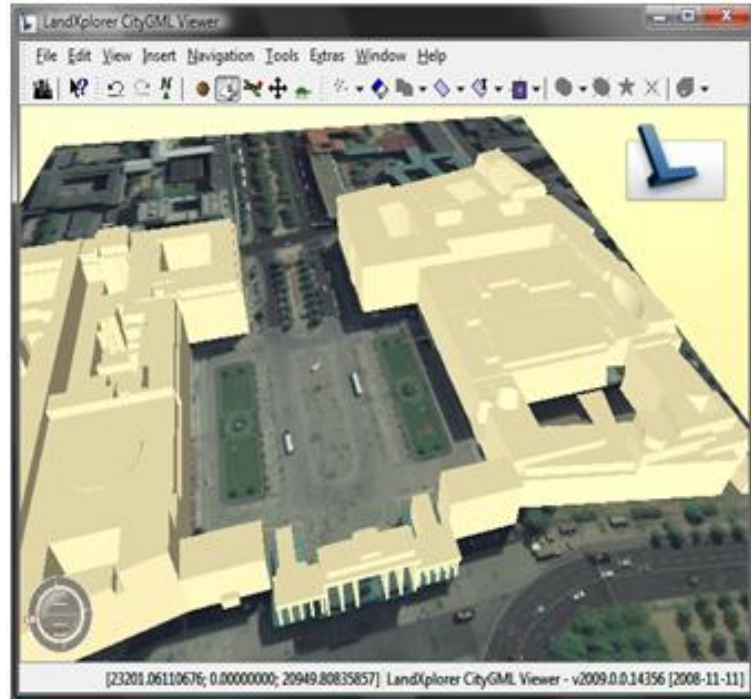 LandXplorer CityGML Viewer
File Edit View Insert Navigation Tools Extras Window Help
[23201.06110676; 0.00000000; 20949.80835857] LandXplorer CityGML Viewer - v2009.0.0.14356 [2008-11-11]